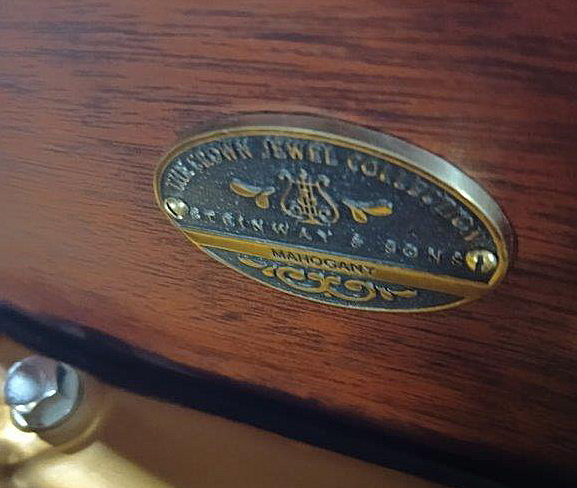 THE CROWN JEWEL COLLECTION
STEINWAY & SONS
MAHOGANY